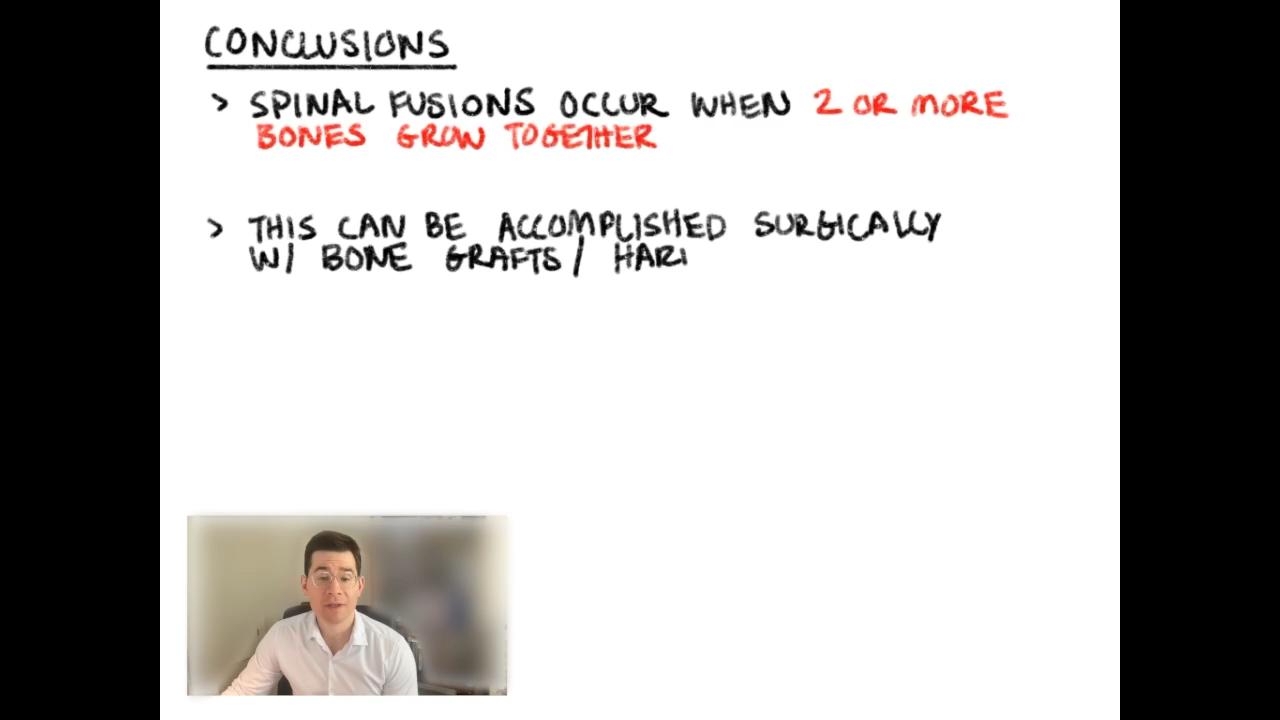 CONCLUSIONS
> SPINAL FUSIONS OCCUR WHEN 2 OR MORE
BONES GROW TOGETHER
> THIS CAN BE ACCOMPLISHED SURGICALLY
W/ BONE GRAFTS /